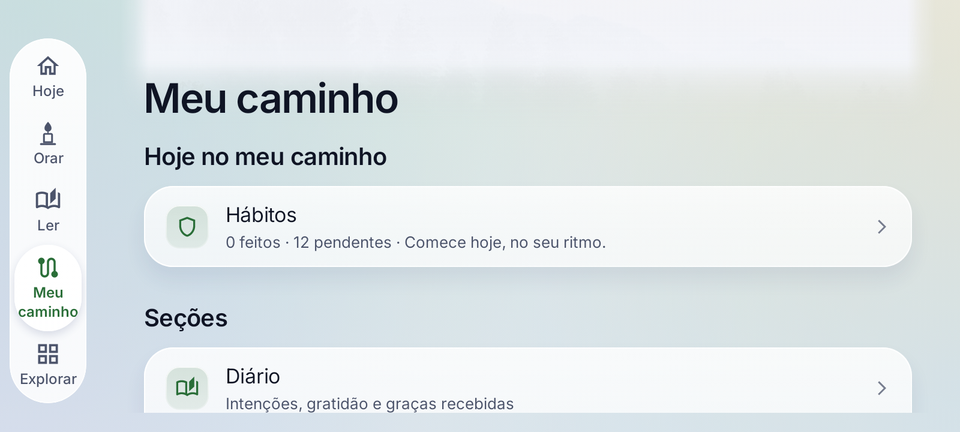 Hoje
Orar
Ler
Meu
caminho
Explorar
Meu caminho
Hoje no meu caminho
Hábitos
0 feitos · 12 pendentes · Comece hoje, no seu ritmo.
Seções
Diário
Intenções, gratidão e graças recebidas